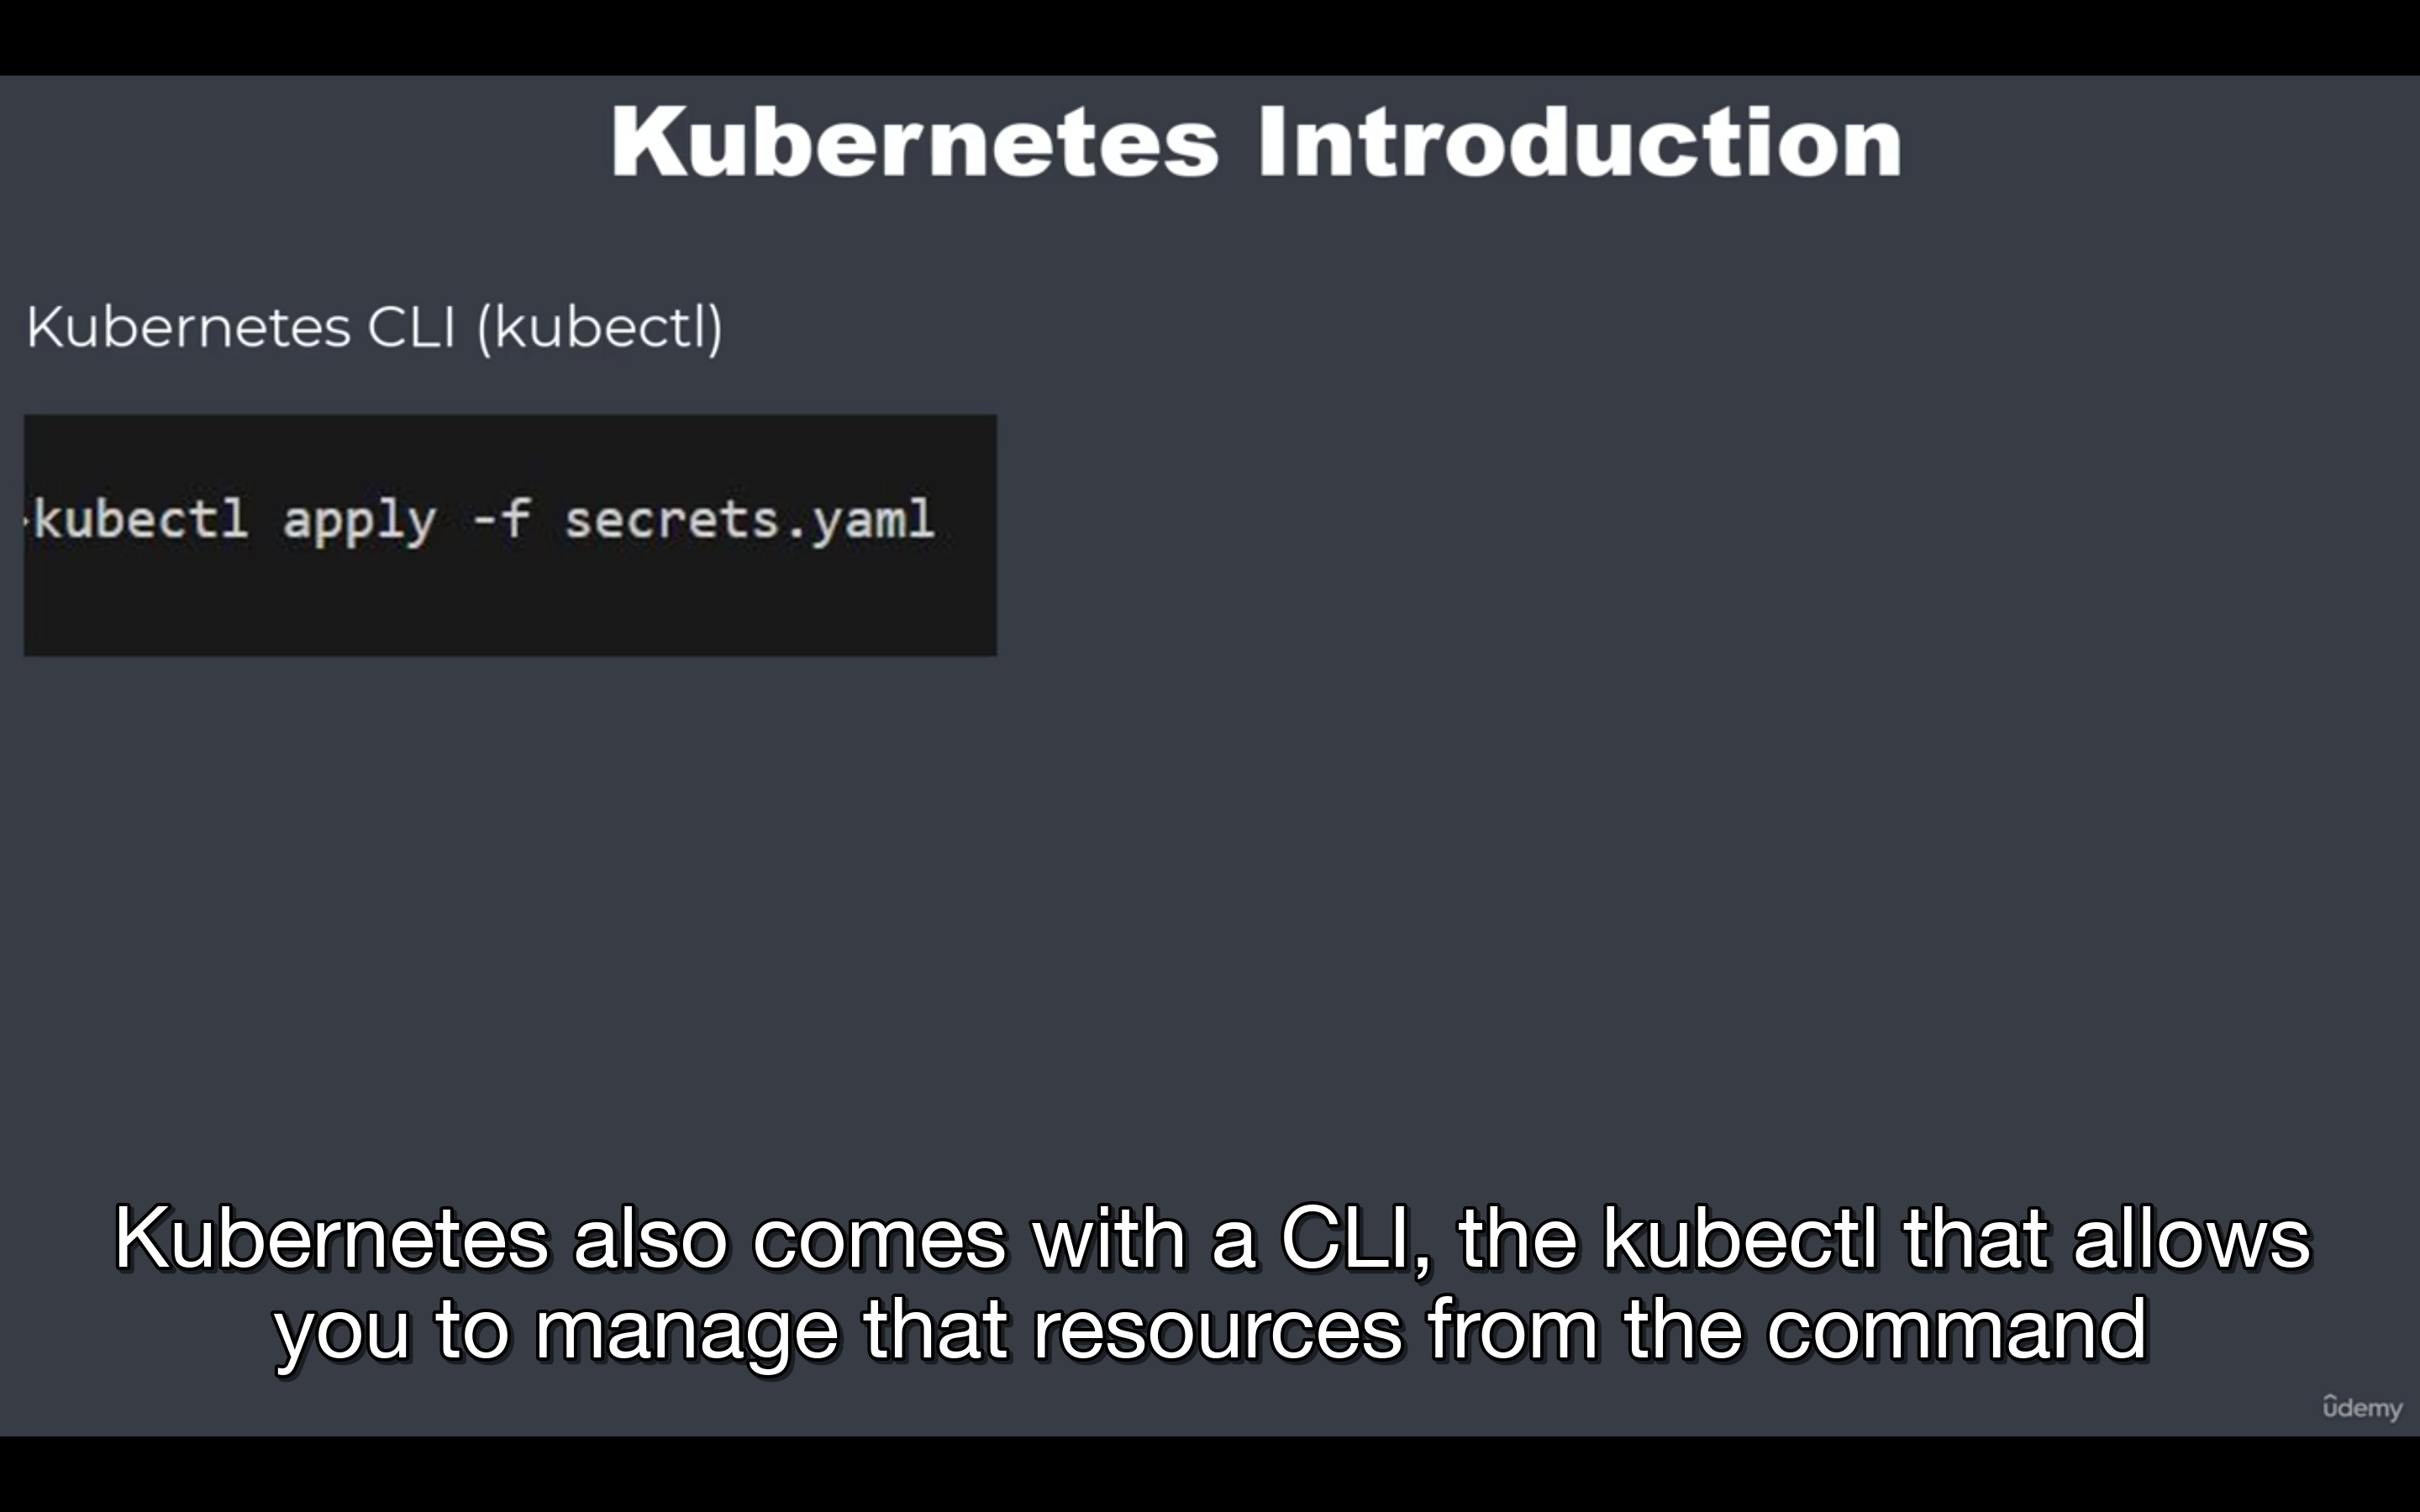 Kubernetes Introduction
Kubernetes CLI (kubectl)
kubectl apply -f secrets.yaml
Kubernetes also comes with a CLI, the kubectl that allows
you to manage that resources from the command
ûdemy